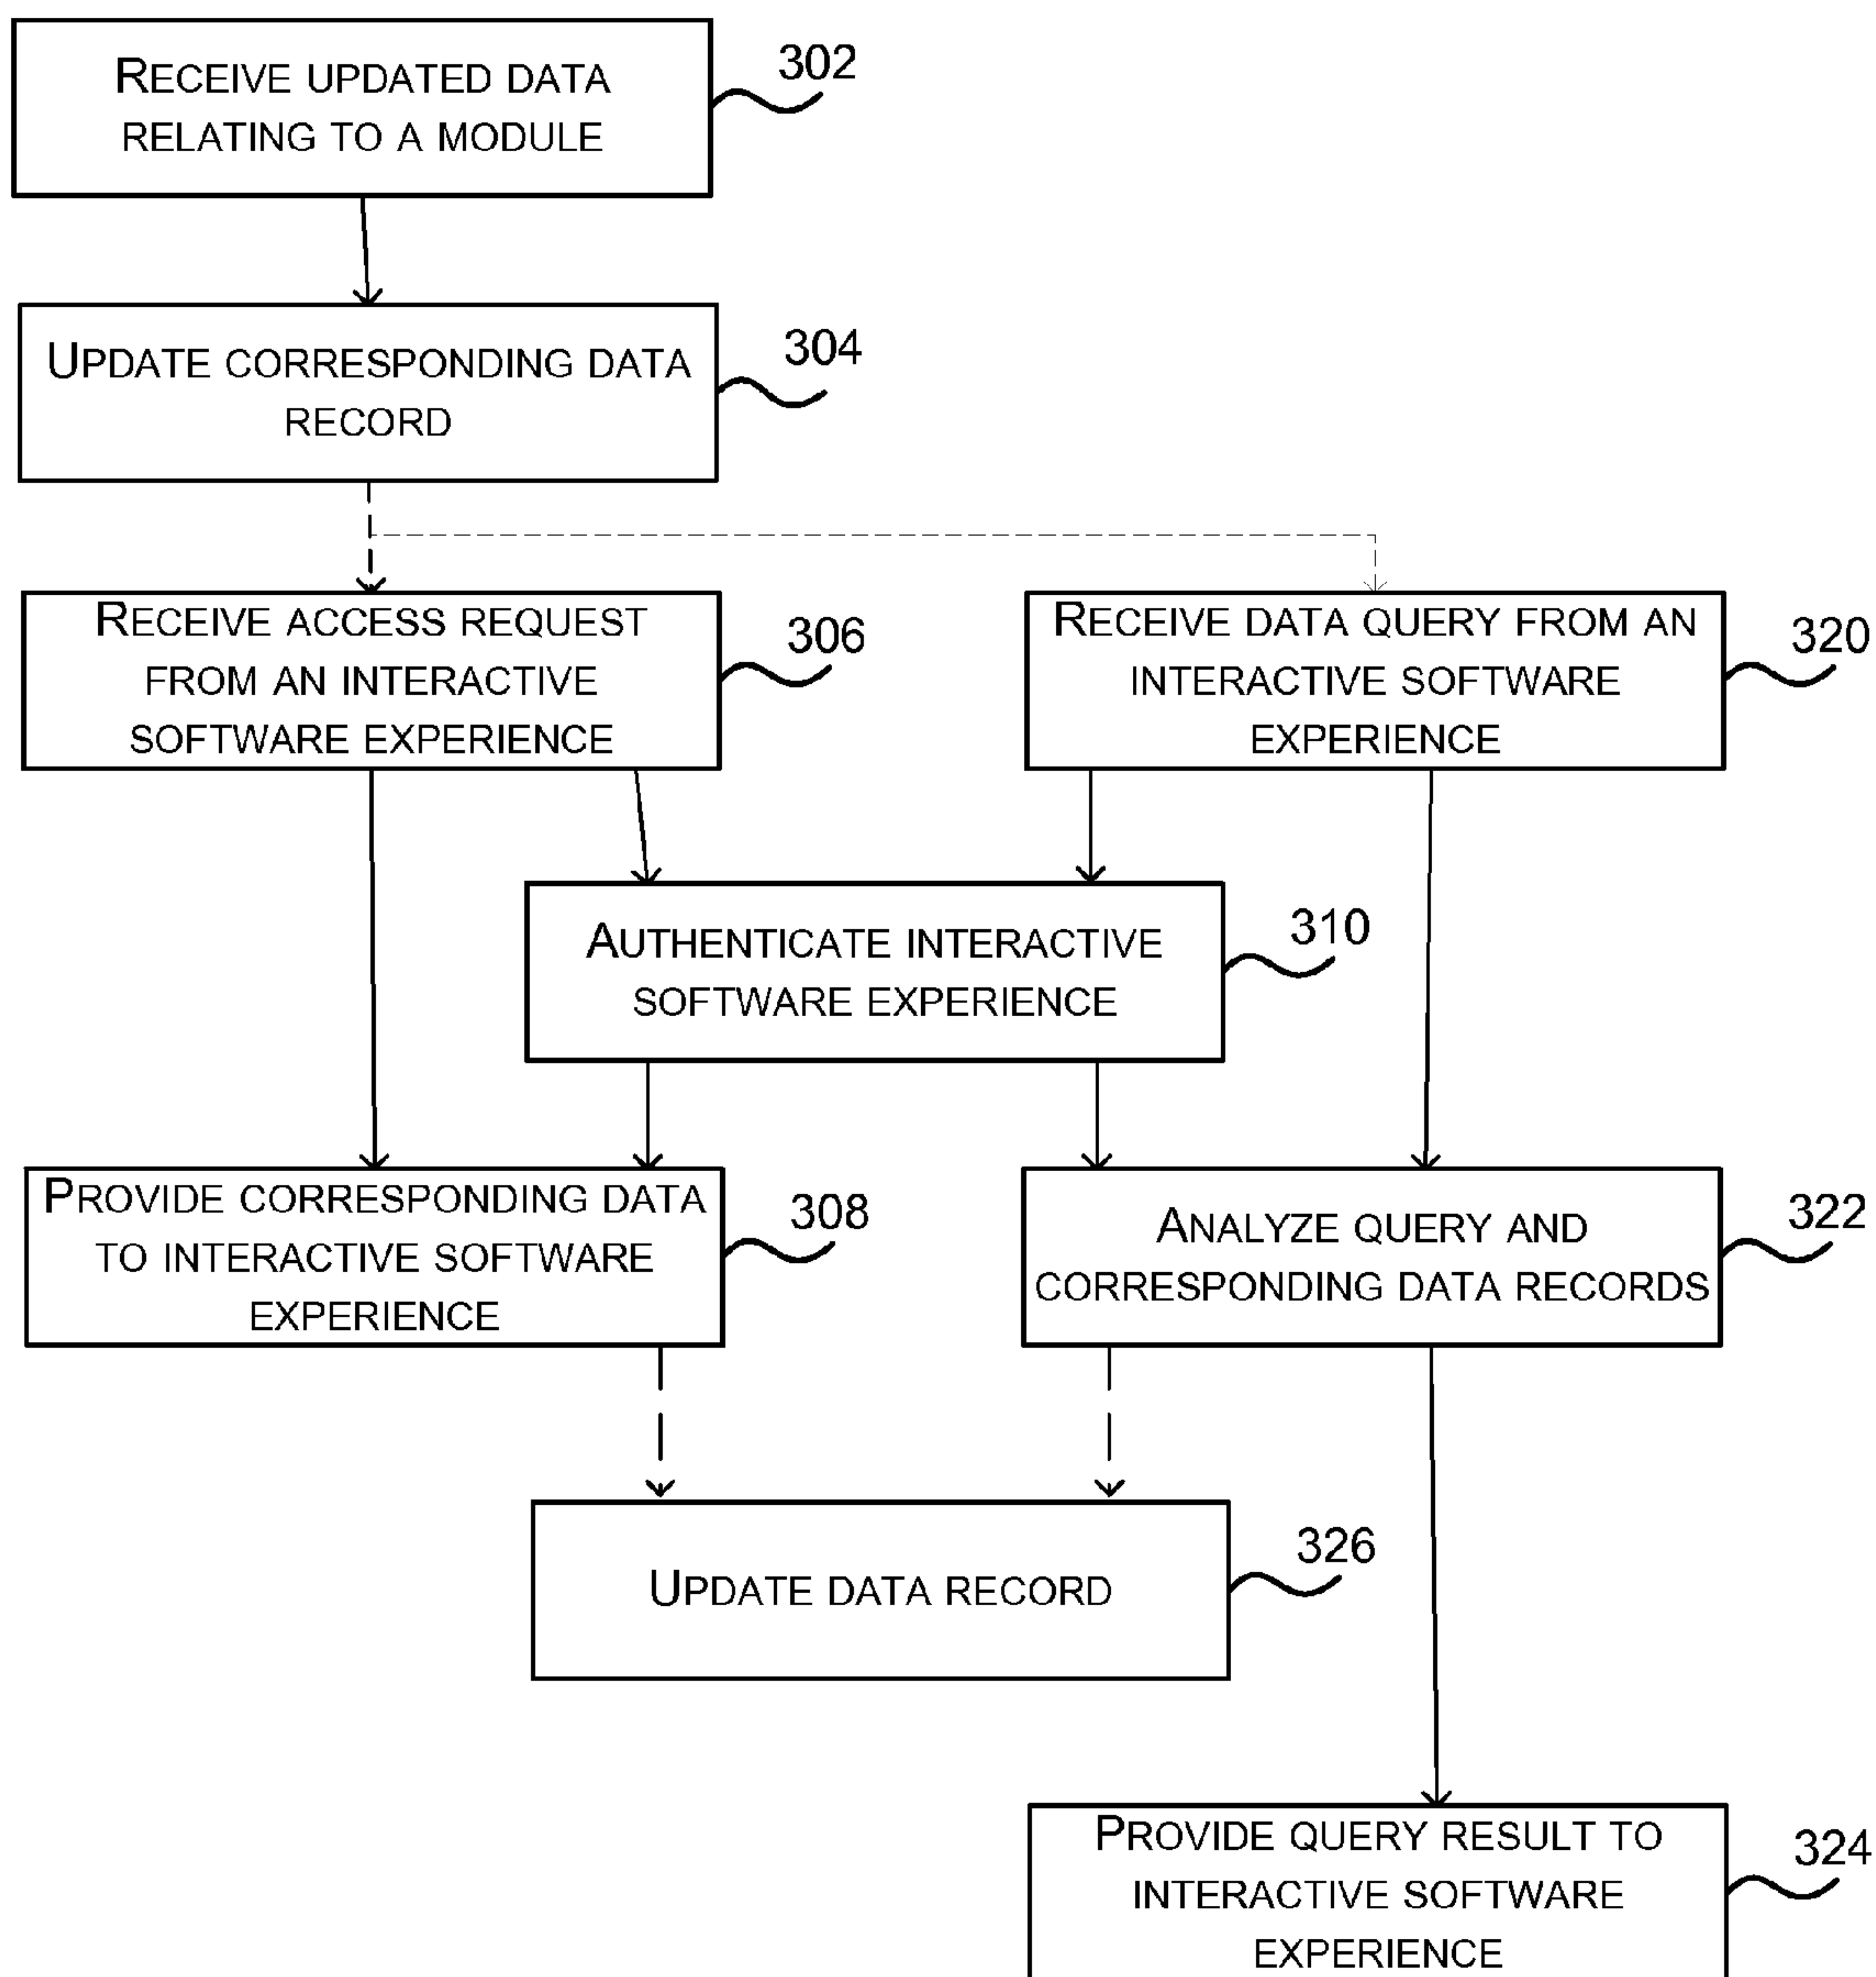 RECEIVE UPDATED DATA
RELATING TO A MODULE
302
UPDATE CORRESPONDING DATA
RECORD
304
RECEIVE ACCESS REQUEST
FROM AN INTERACTIVE
SOFTWARE EXPERIENCE
306
RECEIVE DATA QUERY FROM AN
INTERACTIVE SOFTWARE
EXPERIENCE
320
AUTHENTICATE INTERACTIVE
SOFTWARE EXPERIENCE
310
PROVIDE CORRESPONDING DATA
TO INTERACTIVE SOFTWARE
EXPERIENCE
308
ANALYZE QUERY AND
CORRESPONDING DATA RECORDS
322
UPDATE DATA RECORD
326
PROVIDE QUERY RESULT TO
INTERACTIVE SOFTWARE
EXPERIENCE
324